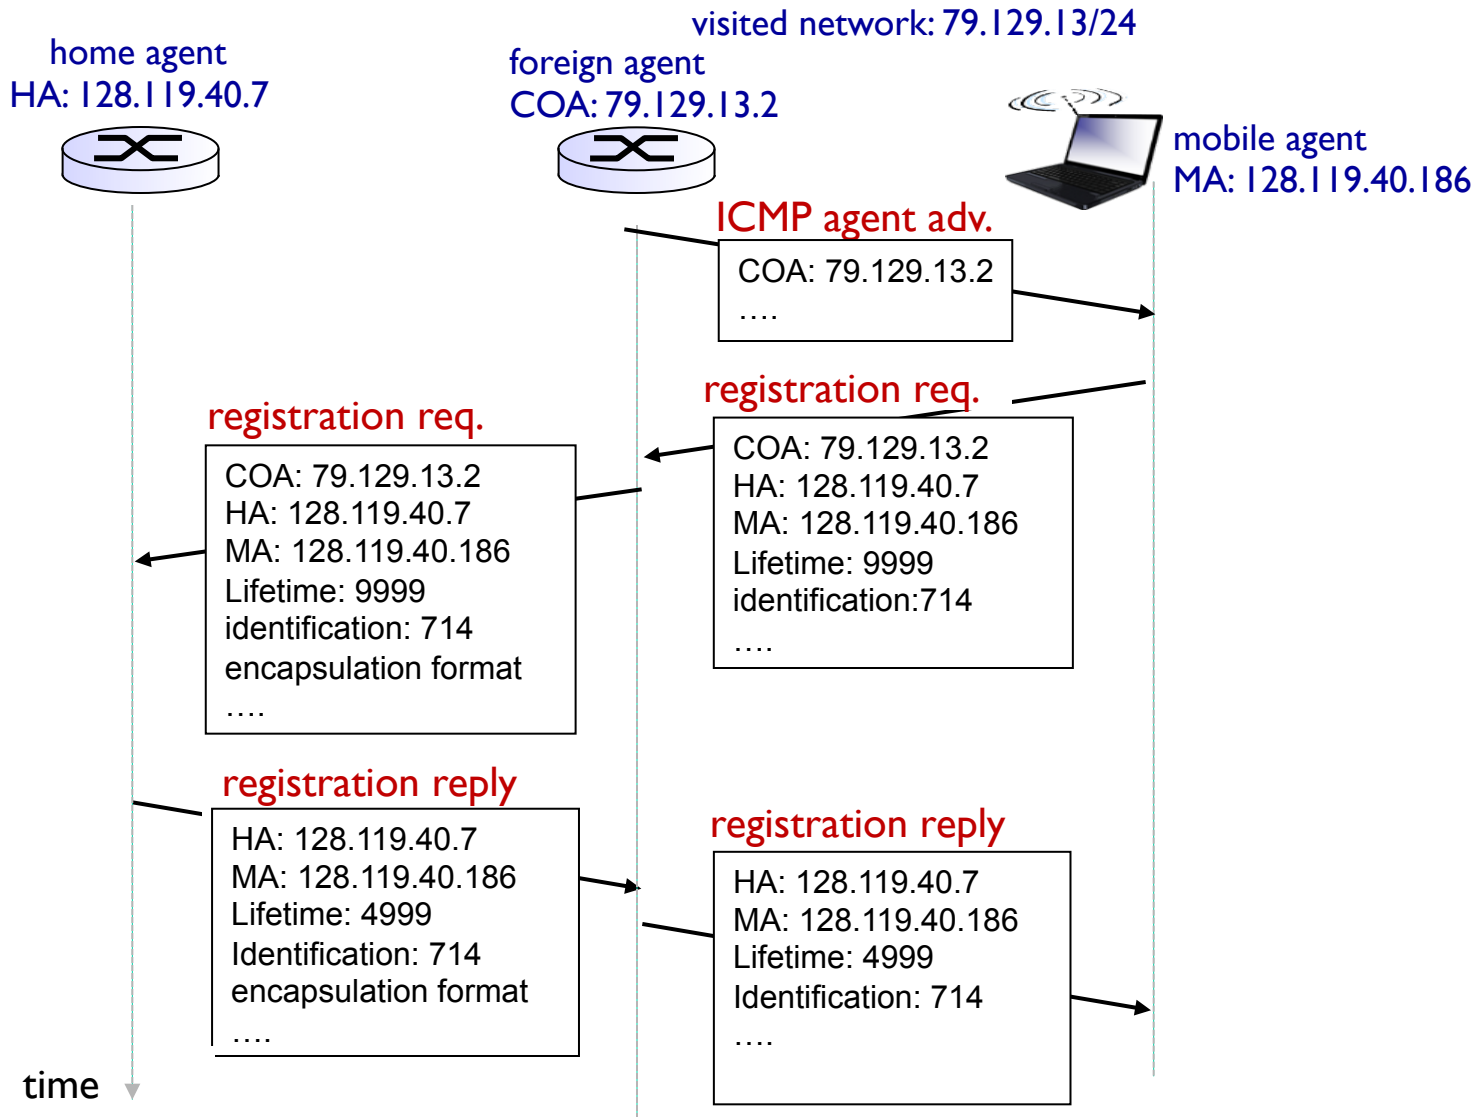 visited network: 79.129.13/24
home agent
HA: 128.119.40.7
foreign agent
COA: 79.129.13.2
mobile agent
MA: 128.119.40.186
ICMP agent adv.
COA: 79.129.13.2
….
registration req.
COA: 79.129.13.2
HA: 128.119.40.7
MA: 128.119.40.186
Lifetime: 9999
identification:714
….
registration req.
COA: 79.129.13.2
HA: 128.119.40.7
MA: 128.119.40.186
Lifetime: 9999
identification: 714
encapsulation format
….
registration reply
HA: 128.119.40.7
MA: 128.119.40.186
Lifetime: 4999
Identification: 714
encapsulation format
….
registration reply
HA: 128.119.40.7
MA: 128.119.40.186
Lifetime: 4999
Identification: 714
….
time